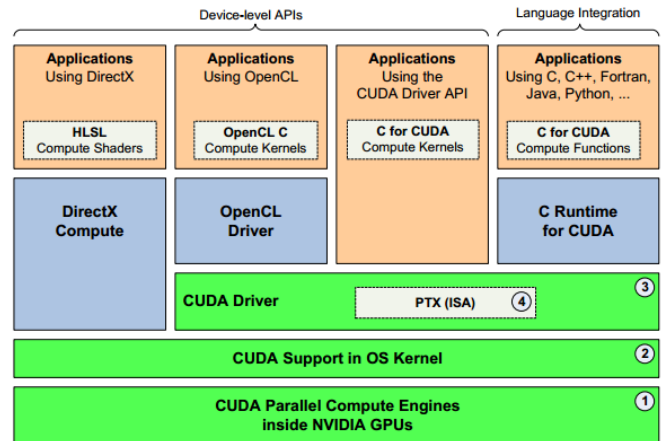 Device-level APIs
Language Integration
Applications
Using DirectX
HLSL
Compute Shaders
Applications
Using OpenCL
OpenCL C
Compute Kernels
Applications
Using the
CUDA Driver API
C for CUDA
Compute Kernels
Applications
Using C, C++, Fortran,
Java, Python, ...
C for CUDA
Compute Functions
DirectX
Compute
OpenCL
Driver
C Runtime
for CUDA
CUDA Driver
PTX (ISA)
4
3
CUDA Support in OS Kernel
2
CUDA Parallel Compute Engines
inside NVIDIA GPUs
1